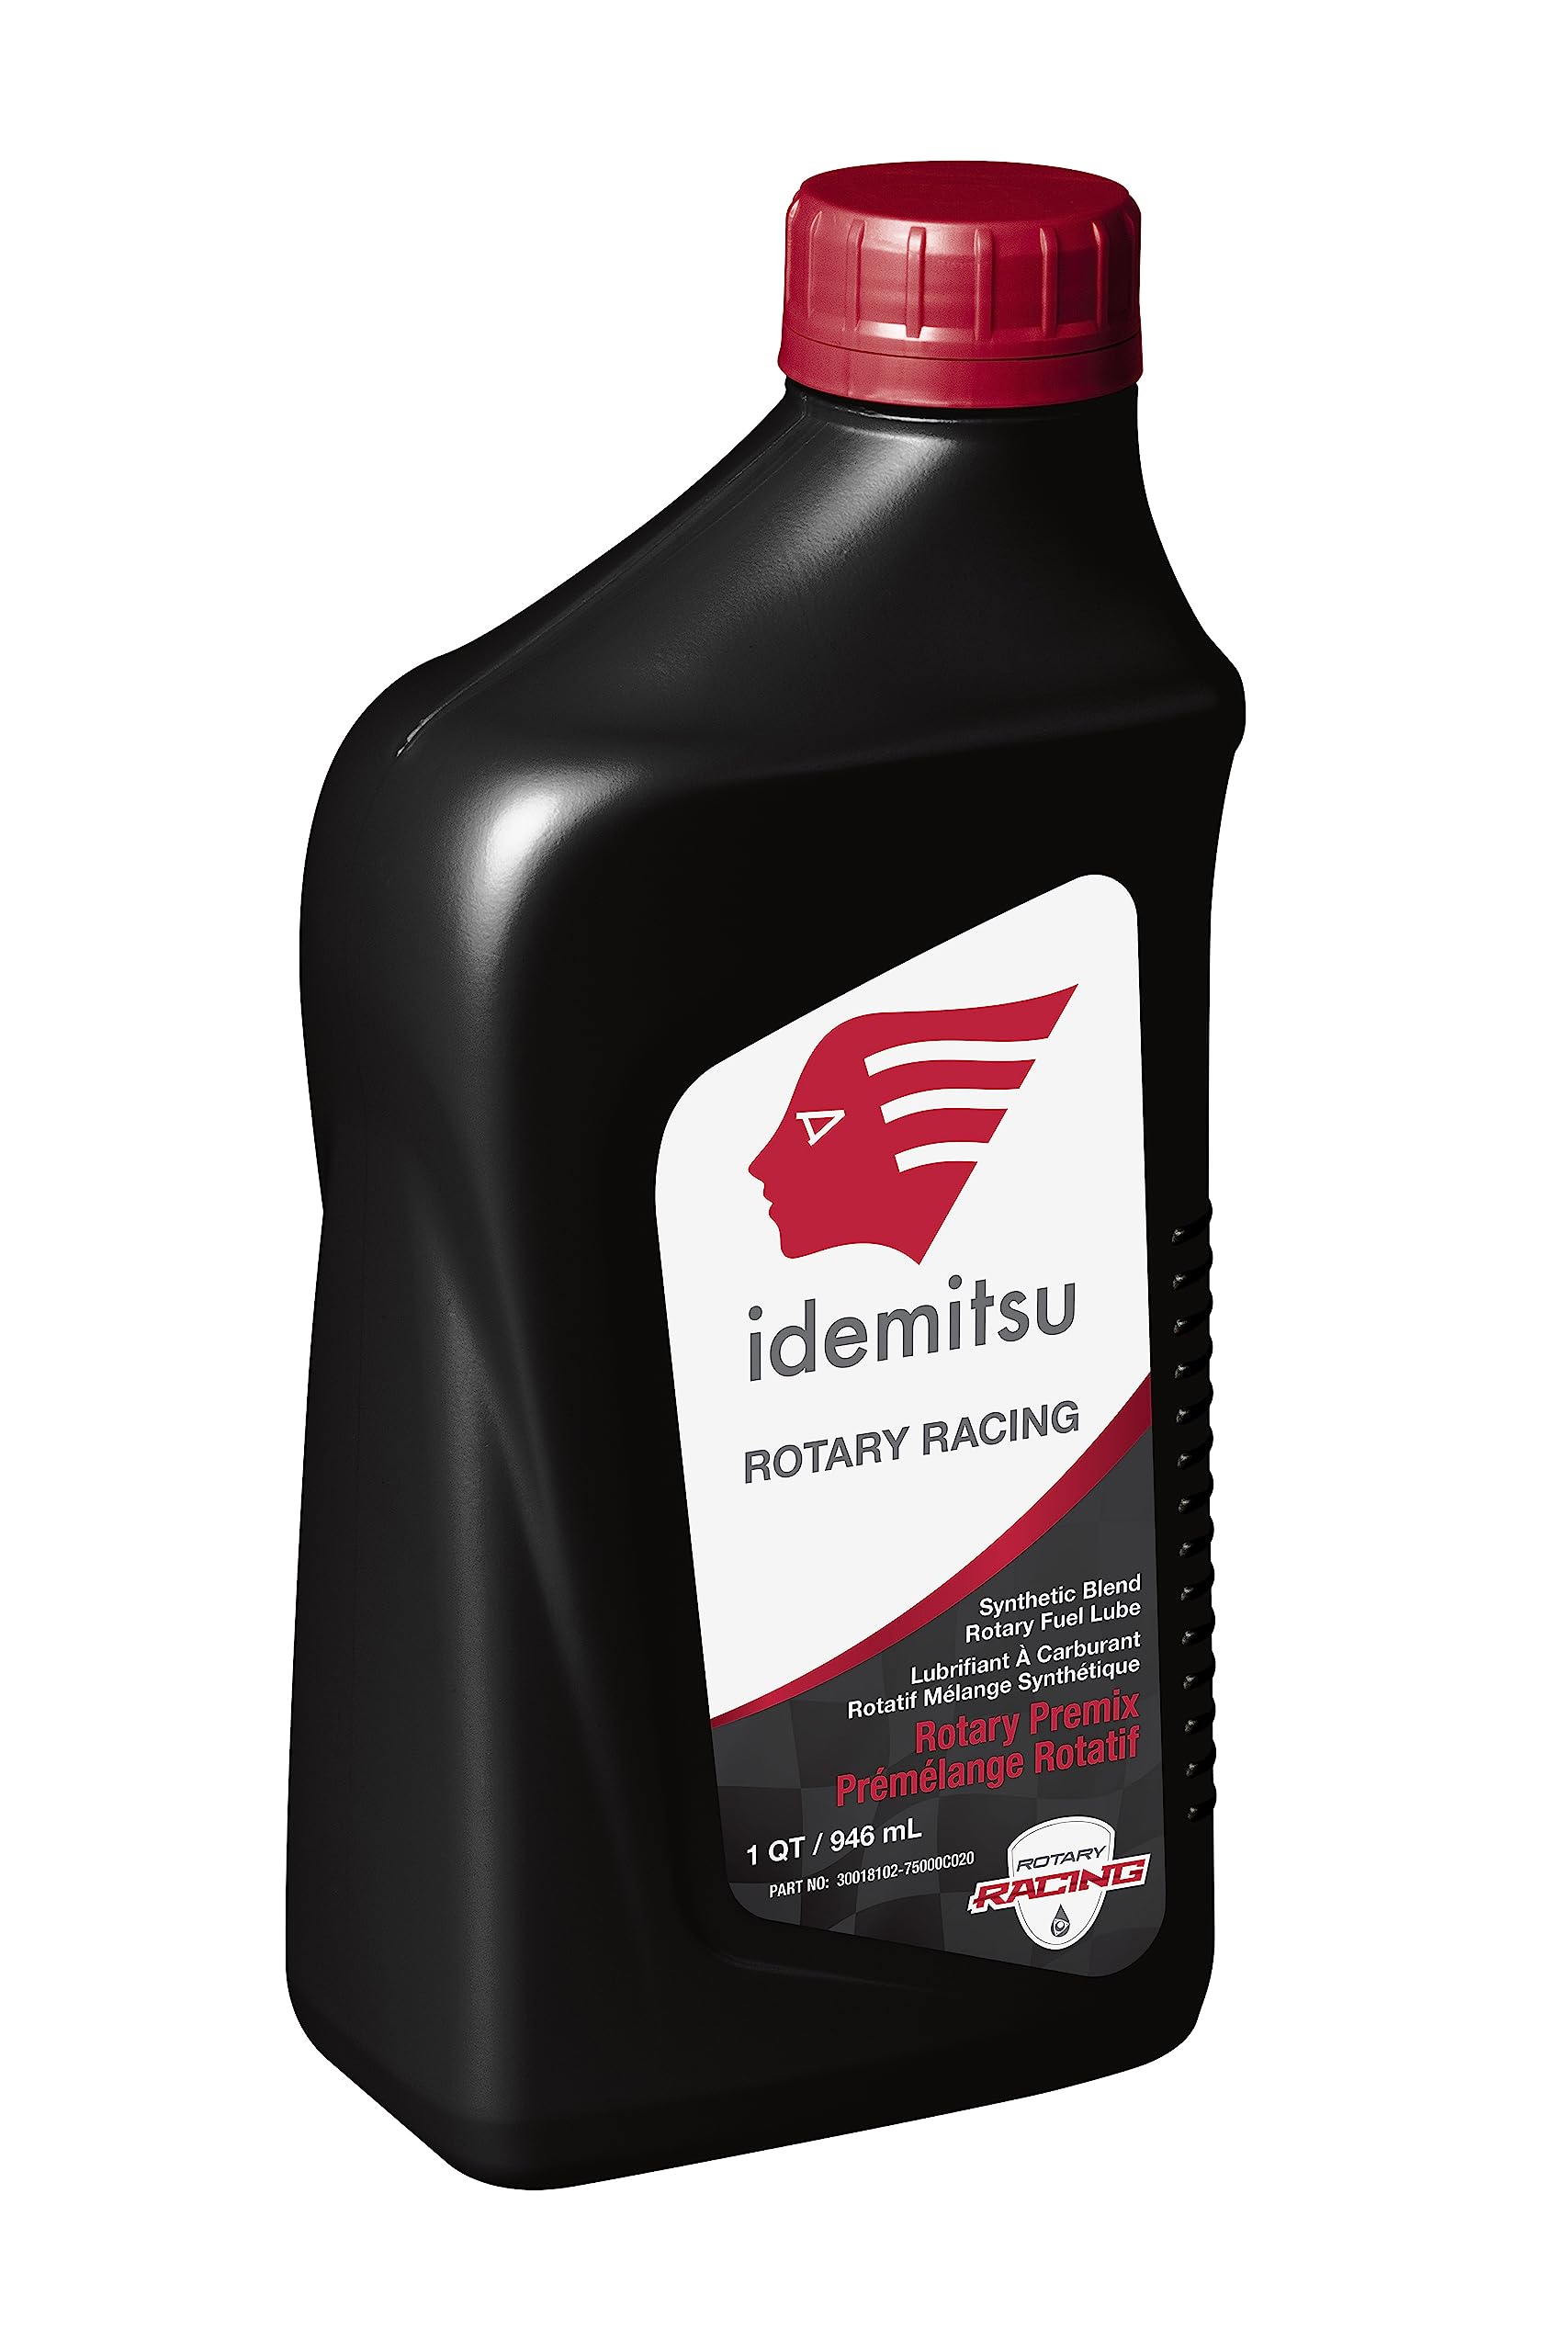 idemitsu
ROTARY RACING
Synthetic Blend
Rotary Fuel Lube
Lubrifiant À Carburant
Rotatif Mélange Synthétique
Rotary Premix
Prémélange Rotatif
1 QT / 946 mL
PART NO: 30018102-75000C020
ROTARY
RACING